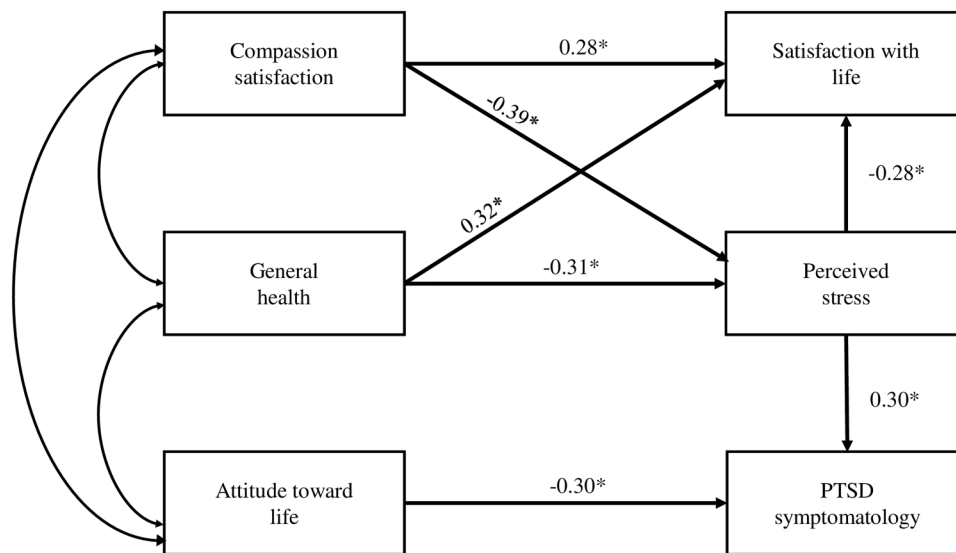 Compassion
satisfaction
0.28*
Satisfaction with
life
-0.39*
-0.28*
0.32*
General
health
-0.31*
Perceived
stress
0.30*
Attitude toward
life
-0.30*
PTSD
symptomatology